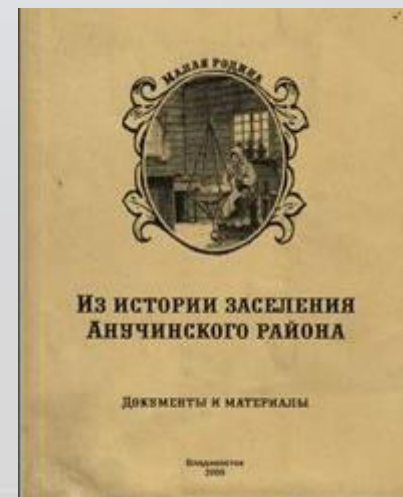 МАЛАЯ РОДИНА
ИЗ ИСТОРИИ ЗАСЕЛЕНИЯ
АНУЧИНСКОГО РАЙОНА
ДОКУМЕНТЫ И МАТЕРИАЛЫ
Владивосток